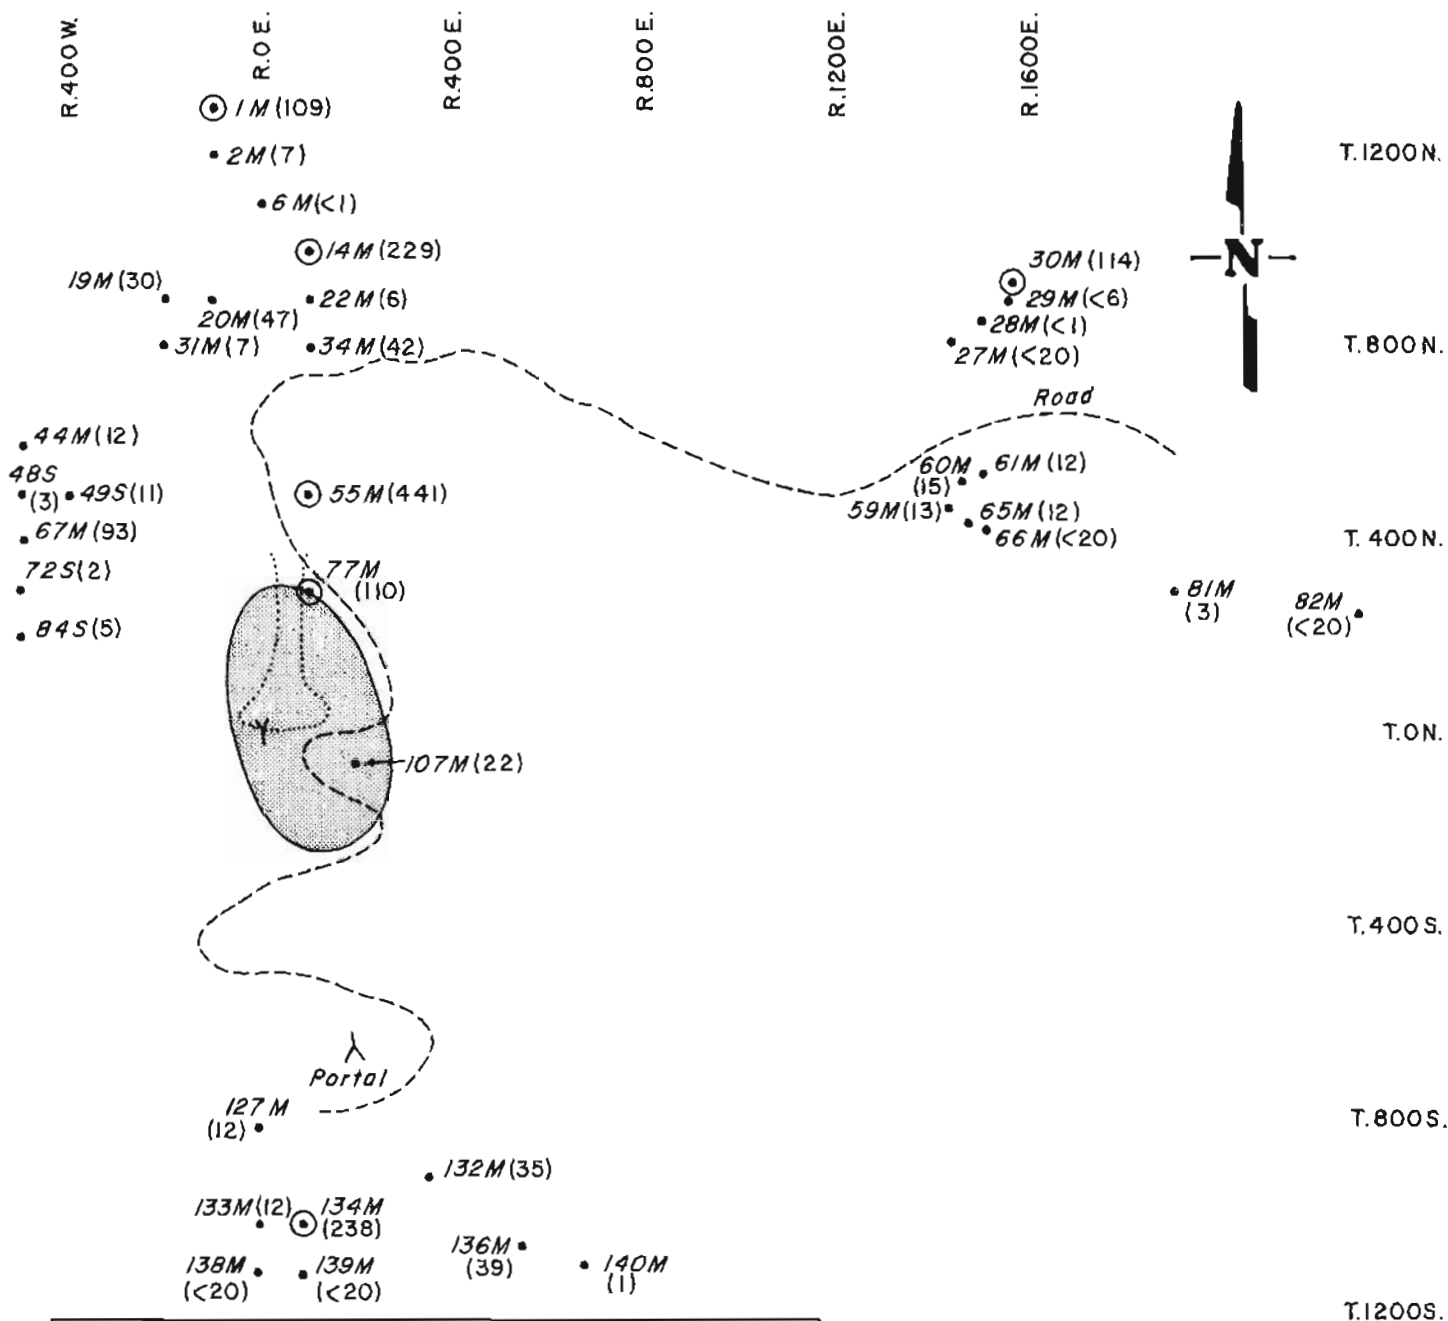 R.400W.
R.0 E.
R.400 E.
R.800 E.
R.1200E.
R.1600E.
1M (109)
2M (7)
T.1200N.
6M (<1)
14M (229)
30M (114)
N
19M (30)
22M (6)
29M (<6)
20M (47)
28M (<1)
31M (7)
34M (42)
27M (<20)
T.800N.
Road
44M (12)
48S
(3)
49S (11)
55M (441)
60M
(15)
61M (12)
59M (13)
65M (12)
67M (93)
66M (<20)
T.400N.
72S (2)
77M
(110)
81M
(3)
82M
(<20)
84S (5)
T.0N.
107M (22)
T.400S.
Portal
127M
(12)
T.800S.
132M (35)
133M (12)
134M
(238)
136M
(39)
138M
(<20)
139M
(<20)
140M
(1)
T.1200S.